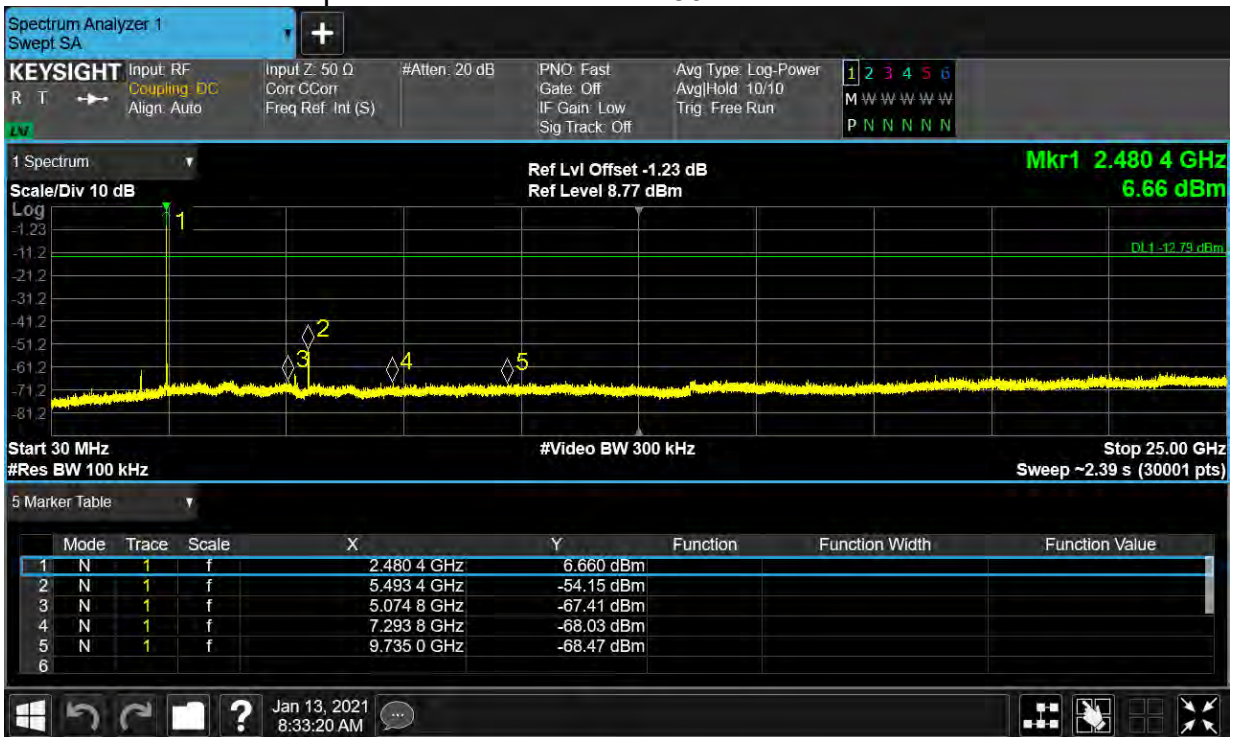 Spectrum Analyzer 1
Swept SA
+
KEYSIGHT Input: RF Input Z: 50 Ω #Atten: 20 dB PNO: Fast Avg Type: Log-Power 1 2 3 4 5 6
R T Coupling: DC Corr CCorr Gate: Off Avg|Hold: 10/10 M W W W W W
Align: Auto Freq Ref: Int (S) IF Gain: Low Trig: Free Run
LXI Sig Track: Off P N N N N N N
1 Spectrum
Ref Lvl Offset -1.23 dB Mkr1 2.480 4 GHz
Scale/Div 10 dB Ref Level 8.77 dBm 6.66 dBm
Log
1
-1.23
-11.2 DL1 -12.79 dBm
-21.2
-31.2
-41.2
2
-51.2
3 4 5
-61.2
-71.2
-81.2
Start 30 MHz #Video BW 300 kHz Stop 25.00 GHz
#Res BW 100 kHz Sweep ~2.39 s (30001 pts)
5 Marker Table
Mode Trace Scale X Y Function Function Width Function Value
1 N 1 f 2.480 4 GHz 6.660 dBm
2 N 1 f 5.493 4 GHz -54.15 dBm
3 N 1 f 5.074 8 GHz -67.41 dBm
4 N 1 f 7.293 8 GHz -68.03 dBm
5 N 1 f 9.735 0 GHz -68.47 dBm
6
? Jan 13, 2021
8:33:20 AM